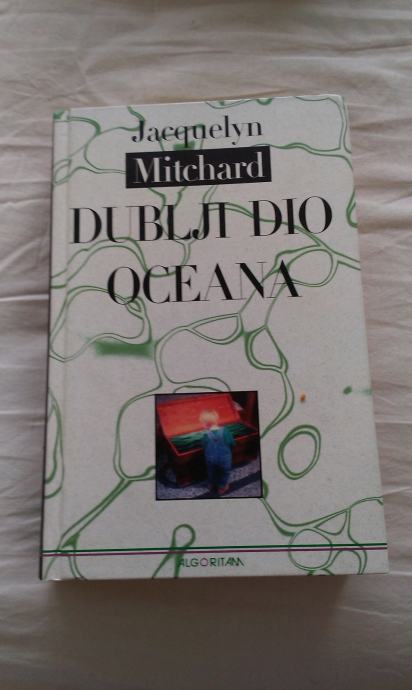 Jacquelyn
Mitchard
DUBLJI DIO
OCEANA
ALGORITAM